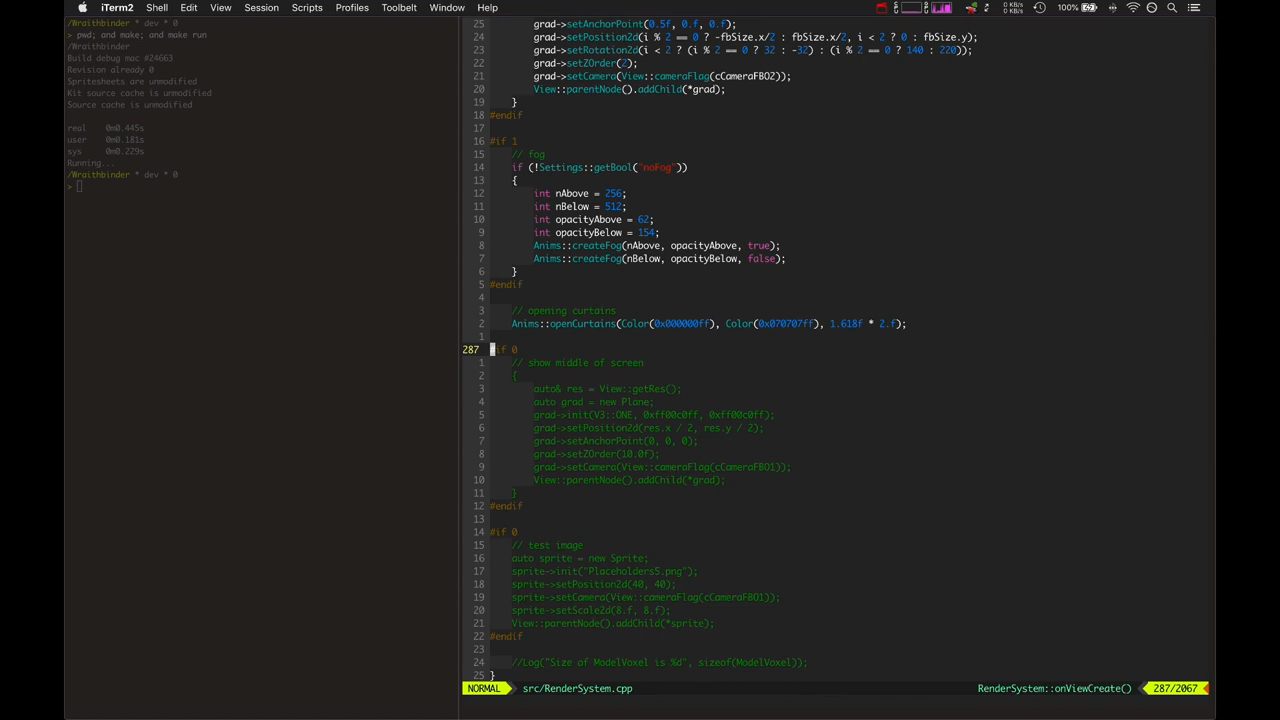 iTerm2 Shell Edit View Session Scripts Profiles Toolbelt Window Help
0 KB/s
0 KB/s
100%
/Wraithbinder * dev * 0
> pwd; and make; and make run
/Wraithbinder
Build debug mac #24663
Revision already 0
Spritesheets are unmodified
Kit source cache is unmodified
Source cache is unmodified
real 0m0.445s
user 0m0.181s
sys 0m0.229s
Running...
/Wraithbinder * dev * 0
>
25 grad->setAnchorPoint(0.5f, 0.f, 0.f);
24 grad->setPosition2d(i % 2 == 0 ? -fbSize.x/2 : fbSize.x/2, i < 2 ? 0 : fbSize.y);
23 grad->setRotation2d(i < 2 ? (i % 2 == 0 ? 32 : -32) : (i % 2 == 0 ? 140 : 220));
22 grad->setZOrder(2);
21 grad->setCamera(View::cameraFlag(cCameraFBO2));
20 View::parentNode().addChild(*grad);
19 }
18 #endif
17
16 #if 1
15 // fog
14 if (!Settings::getBool("noFog"))
13 {
12 int nAbove = 256;
11 int nBelow = 512;
10 int opacityAbove = 62;
9 int opacityBelow = 154;
8 Anims::createFog(nAbove, opacityAbove, true);
7 Anims::createFog(nBelow, opacityBelow, false);
6 }
5 #endif
4
3 // opening curtains
2 Anims::openCurtains(Color(0x000000ff), Color(0x070707ff), 1.618f * 2.f);
1
287 #if 0
1 // show middle of screen
2 {
3 auto& res = View::getRes();
4 auto grad = new Plane;
5 grad->init(V3::ONE, 0xff00c0ff, 0xff00c0ff);
6 grad->setPosition2d(res.x / 2, res.y / 2);
7 grad->setAnchorPoint(0, 0, 0);
8 grad->setZOrder(10.0f);
9 grad->setCamera(View::cameraFlag(cCameraFBO1));
10 View::parentNode().addChild(*grad);
11 }
12 #endif
13
14 #if 0
15 // test image
16 auto sprite = new Sprite;
17 sprite->init("Placeholders5.png");
18 sprite->setPosition2d(40, 40);
19 sprite->setCamera(View::cameraFlag(cCameraFBO1));
20 sprite->setScale2d(8.f, 8.f);
21 View::parentNode().addChild(*sprite);
22 #endif
23
24 //Log("Size of ModelVoxel is %d", sizeof(ModelVoxel));
25 }
NORMAL src/RenderSystem.cpp RenderSystem::onViewCreate() 287/2067